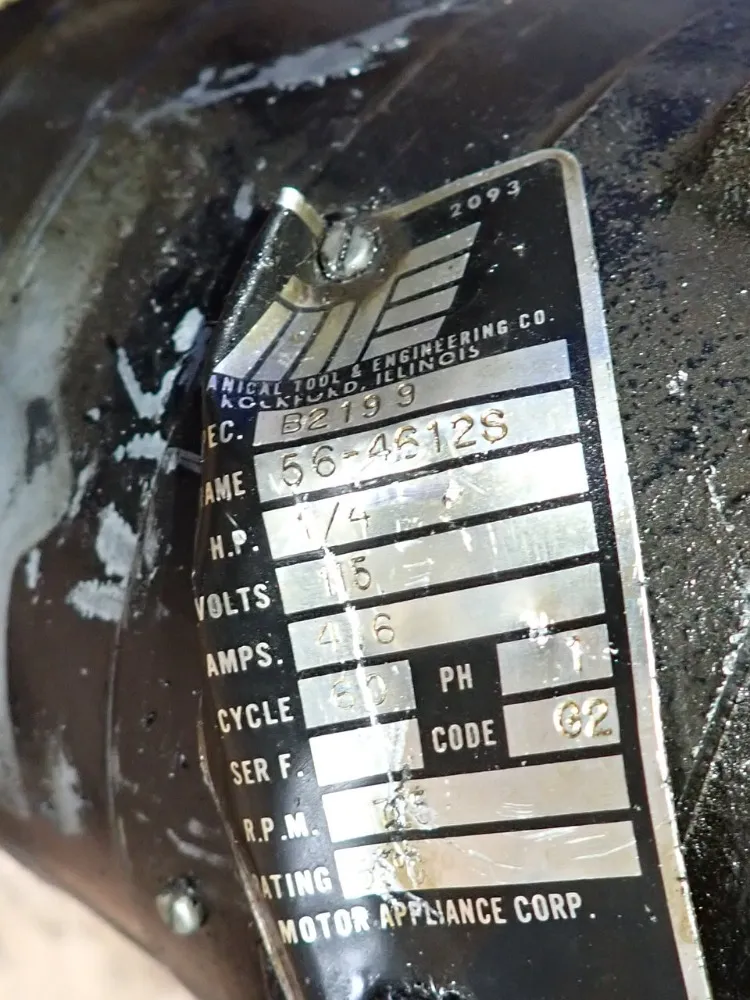 2093
ANICAL TOOL & ENGINEERING CO.
ROCKFORD, ILLINOIS
PEC. B2199
AME 56-4612S
H.P. 1/4
VOLTS 115
AMPS. 4.6
CYCLE 60 PH 1
SER F. CODE G2
R.P.M.
ATING
MOTOR APPLIANCE CORP.